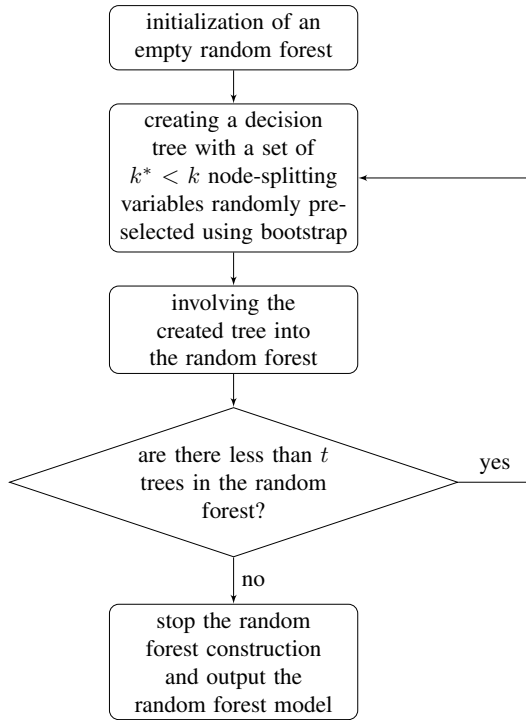 initialization of an
empty random forest
creating a decision
tree with a set of
k* < k node-splitting
variables randomly pre-
selected using bootstrap
involving the
created tree into
the random forest
are there less than t
trees in the random
forest?
yes
no
stop the random
forest construction
and output the
random forest model